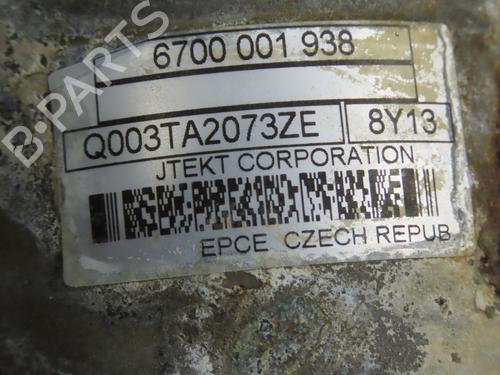 6700 001 938
Q003TA2073ZE 8Y13
JTEKT CORPORATION
EPCE CZECH REPUB
B-PARTS